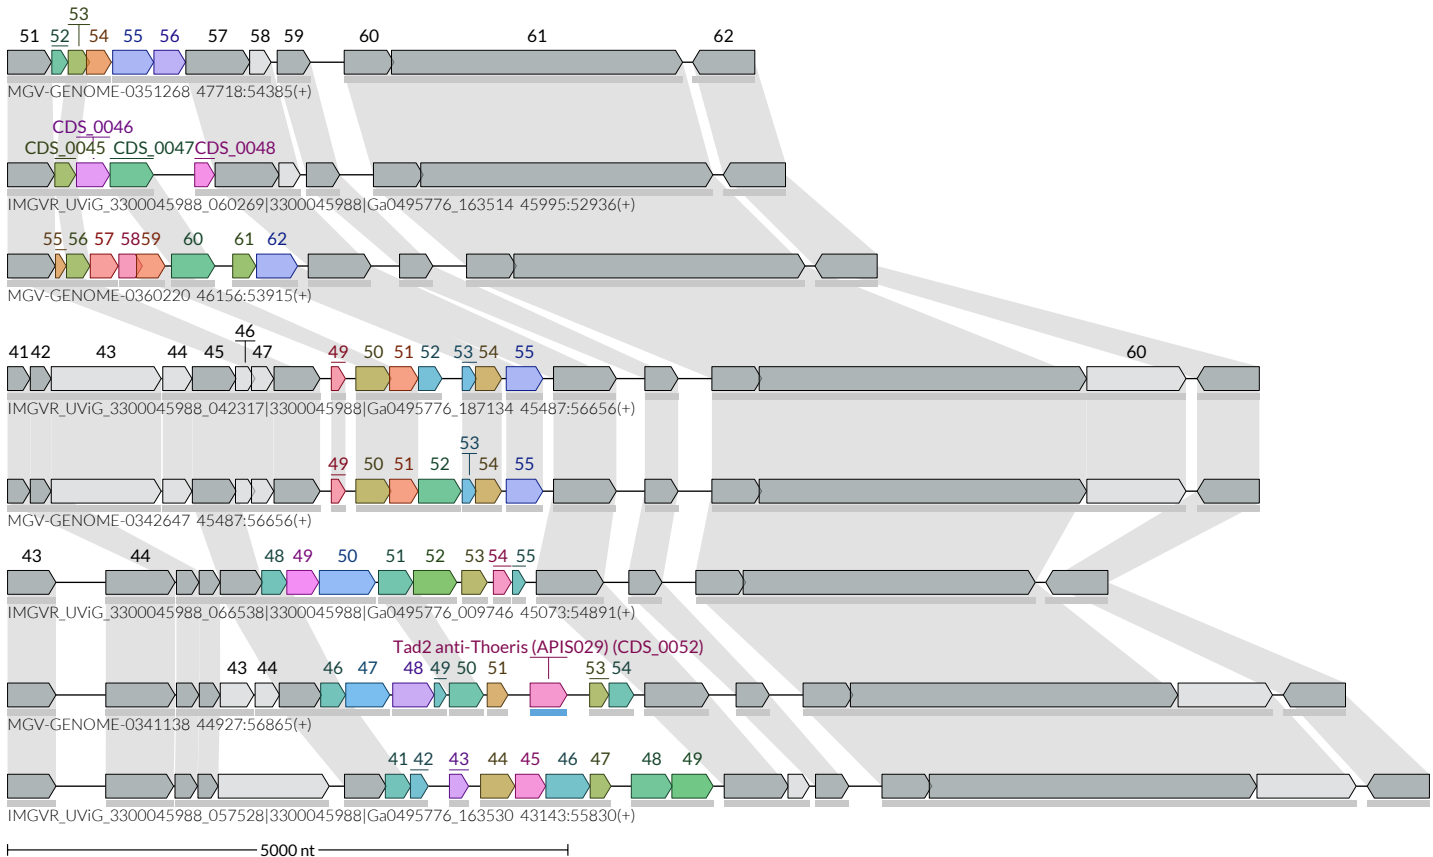 53
51 52 54 55 56 57 58 59 60 61 62
MGV-GENOME-0351268 47718:54385(+)
CDS_0046
CDS_0045 CDS_0047 CDS_0048
IMGVR_UViG_3300045988_060269|3300045988|Ga0495776_163514 45995:52936(+)
55 56 57 58 59 60 61 62
MGV-GENOME-0360220 46156:53915(+)
46
41 42 43 44 45 47 49 50 51 52 53 54 55 60
IMGVR_UViG_3300045988_042317|3300045988|Ga0495776_187134 45487:56656(+)
53
49 50 51 52 54 55
MGV-GENOME-0342647 45487:56656(+)
43 44 48 49 50 51 52 53 54 55
IMGVR_UViG_3300045988_066538|3300045988|Ga0495776_009746 45073:54891(+)
Tad2 anti-Thoeris (APIS029) (CDS_0052)
43 44 46 47 48 49 50 51 53 54
MGV-GENOME-0341138 44927:56865(+)
41 42 43 44 45 46 47 48 49
IMGVR_UViG_3300045988_057528|3300045988|Ga0495776_163530 43143:55830(+)
5000 nt